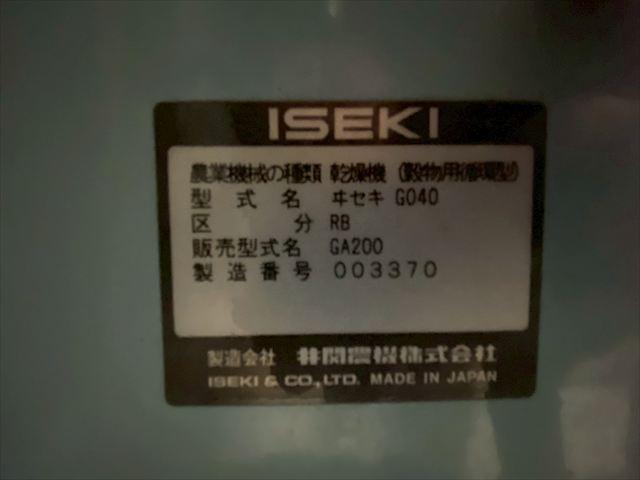 ISEKI
農業機械の種類 乾燥機 (穀物用循環型)
型式名 ヰセキ G040
区分 RB
販売型式名 GA200
製造番号 003370
製造会社 井関農機株式会社
ISEKI & CO.,LTD. MADE IN JAPAN